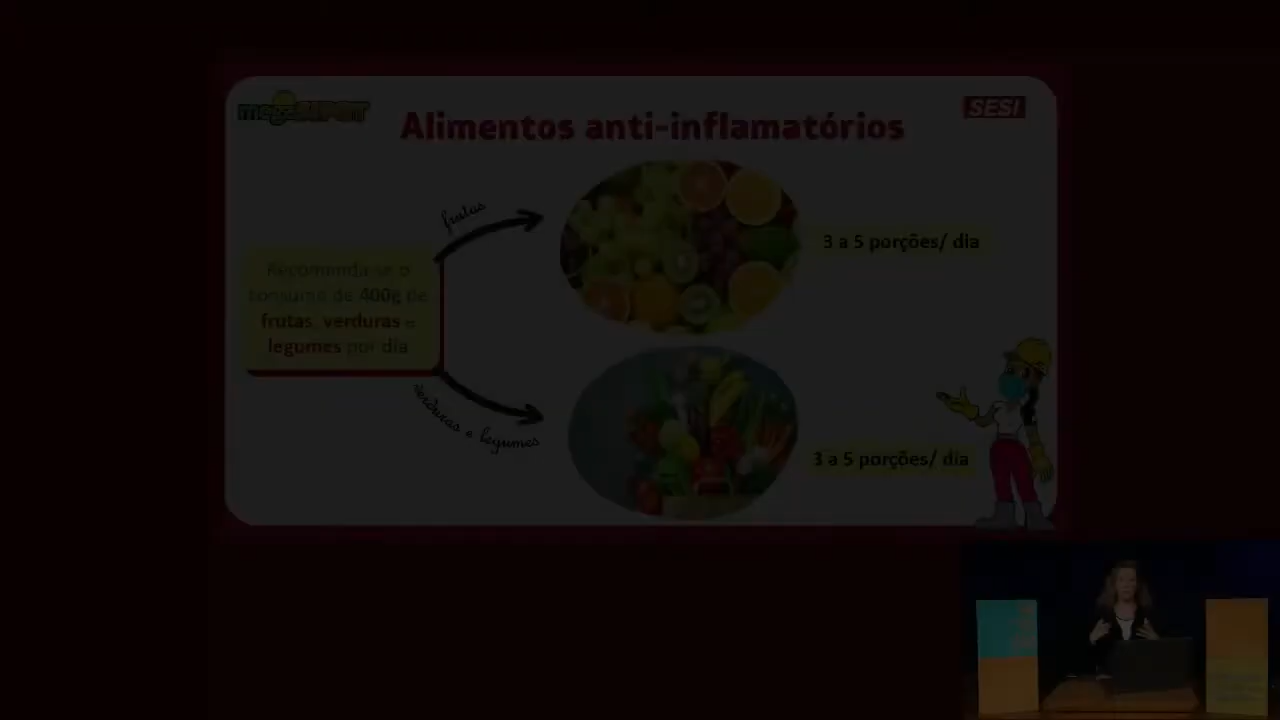 megaSIPAT
SESI
Alimentos anti-inflamatórios
frutas
3 a 5 porções/ dia
Recomenda-se o
consumo de 400g de
frutas, verduras e
legumes por dia
verduras e legumes
3 a 5 porções/ dia